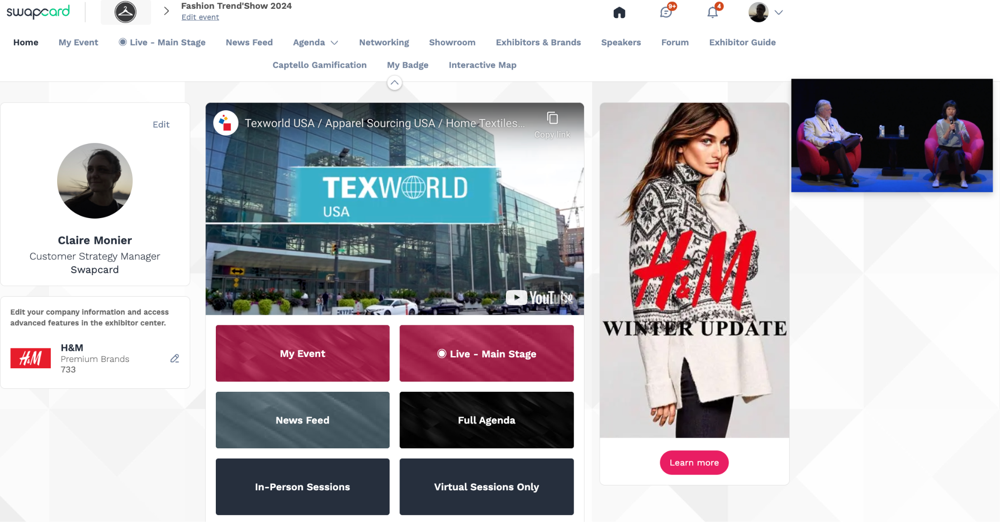 swapcard
Fashion Trend'Show 2024
Edit event
9+
4
Home
My Event
Live - Main Stage
News Feed
Agenda
Networking
Showroom
Exhibitors & Brands
Speakers
Forum
Exhibitor Guide
Captello Gamification
My Badge
Interactive Map
Edit
Claire Monier
Customer Strategy Manager
Swapcard
Edit your company information and access
advanced features in the exhibitor center.
H&M
H&M
Premium Brands
733
Texworld USA / Apparel Sourcing USA / Home Textiles...
Copy link
TEXWORLD
USA
NYPD
YouTube
My Event
Live - Main Stage
News Feed
Full Agenda
In-Person Sessions
Virtual Sessions Only
H&M
WINTER UPDATE
Learn more